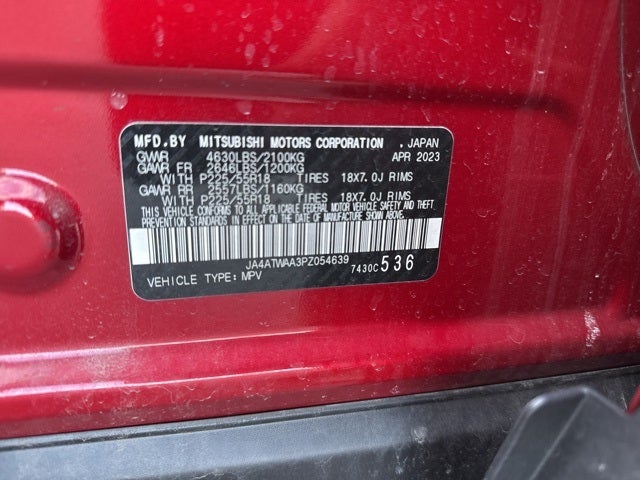 MFD.BY MITSUBISHI MOTORS CORPORATION . JAPAN
GWWR 4630LBS/2100KG APR 2023
GAWR FR 2646LBS/1200KG
WITH P225/55R18 TIRES 18X7.0J RIMS
GAWR RR 2557LBS/1160KG
WITH P225/55R18 TIRES 18X7.0J RIMS
THIS VEHICLE CONFORMS TO ALL APPLICABLE FEDERAL MOTOR VEHICLE SAFETY AND THEFT
PREVENTION STANDARDS IN EFFECT ON THE DATE OF MANUFACTURE SHOWN ABOVE.
JA4ATWAA3PZ054639
VEHICLE TYPE: MPV 7430C 536